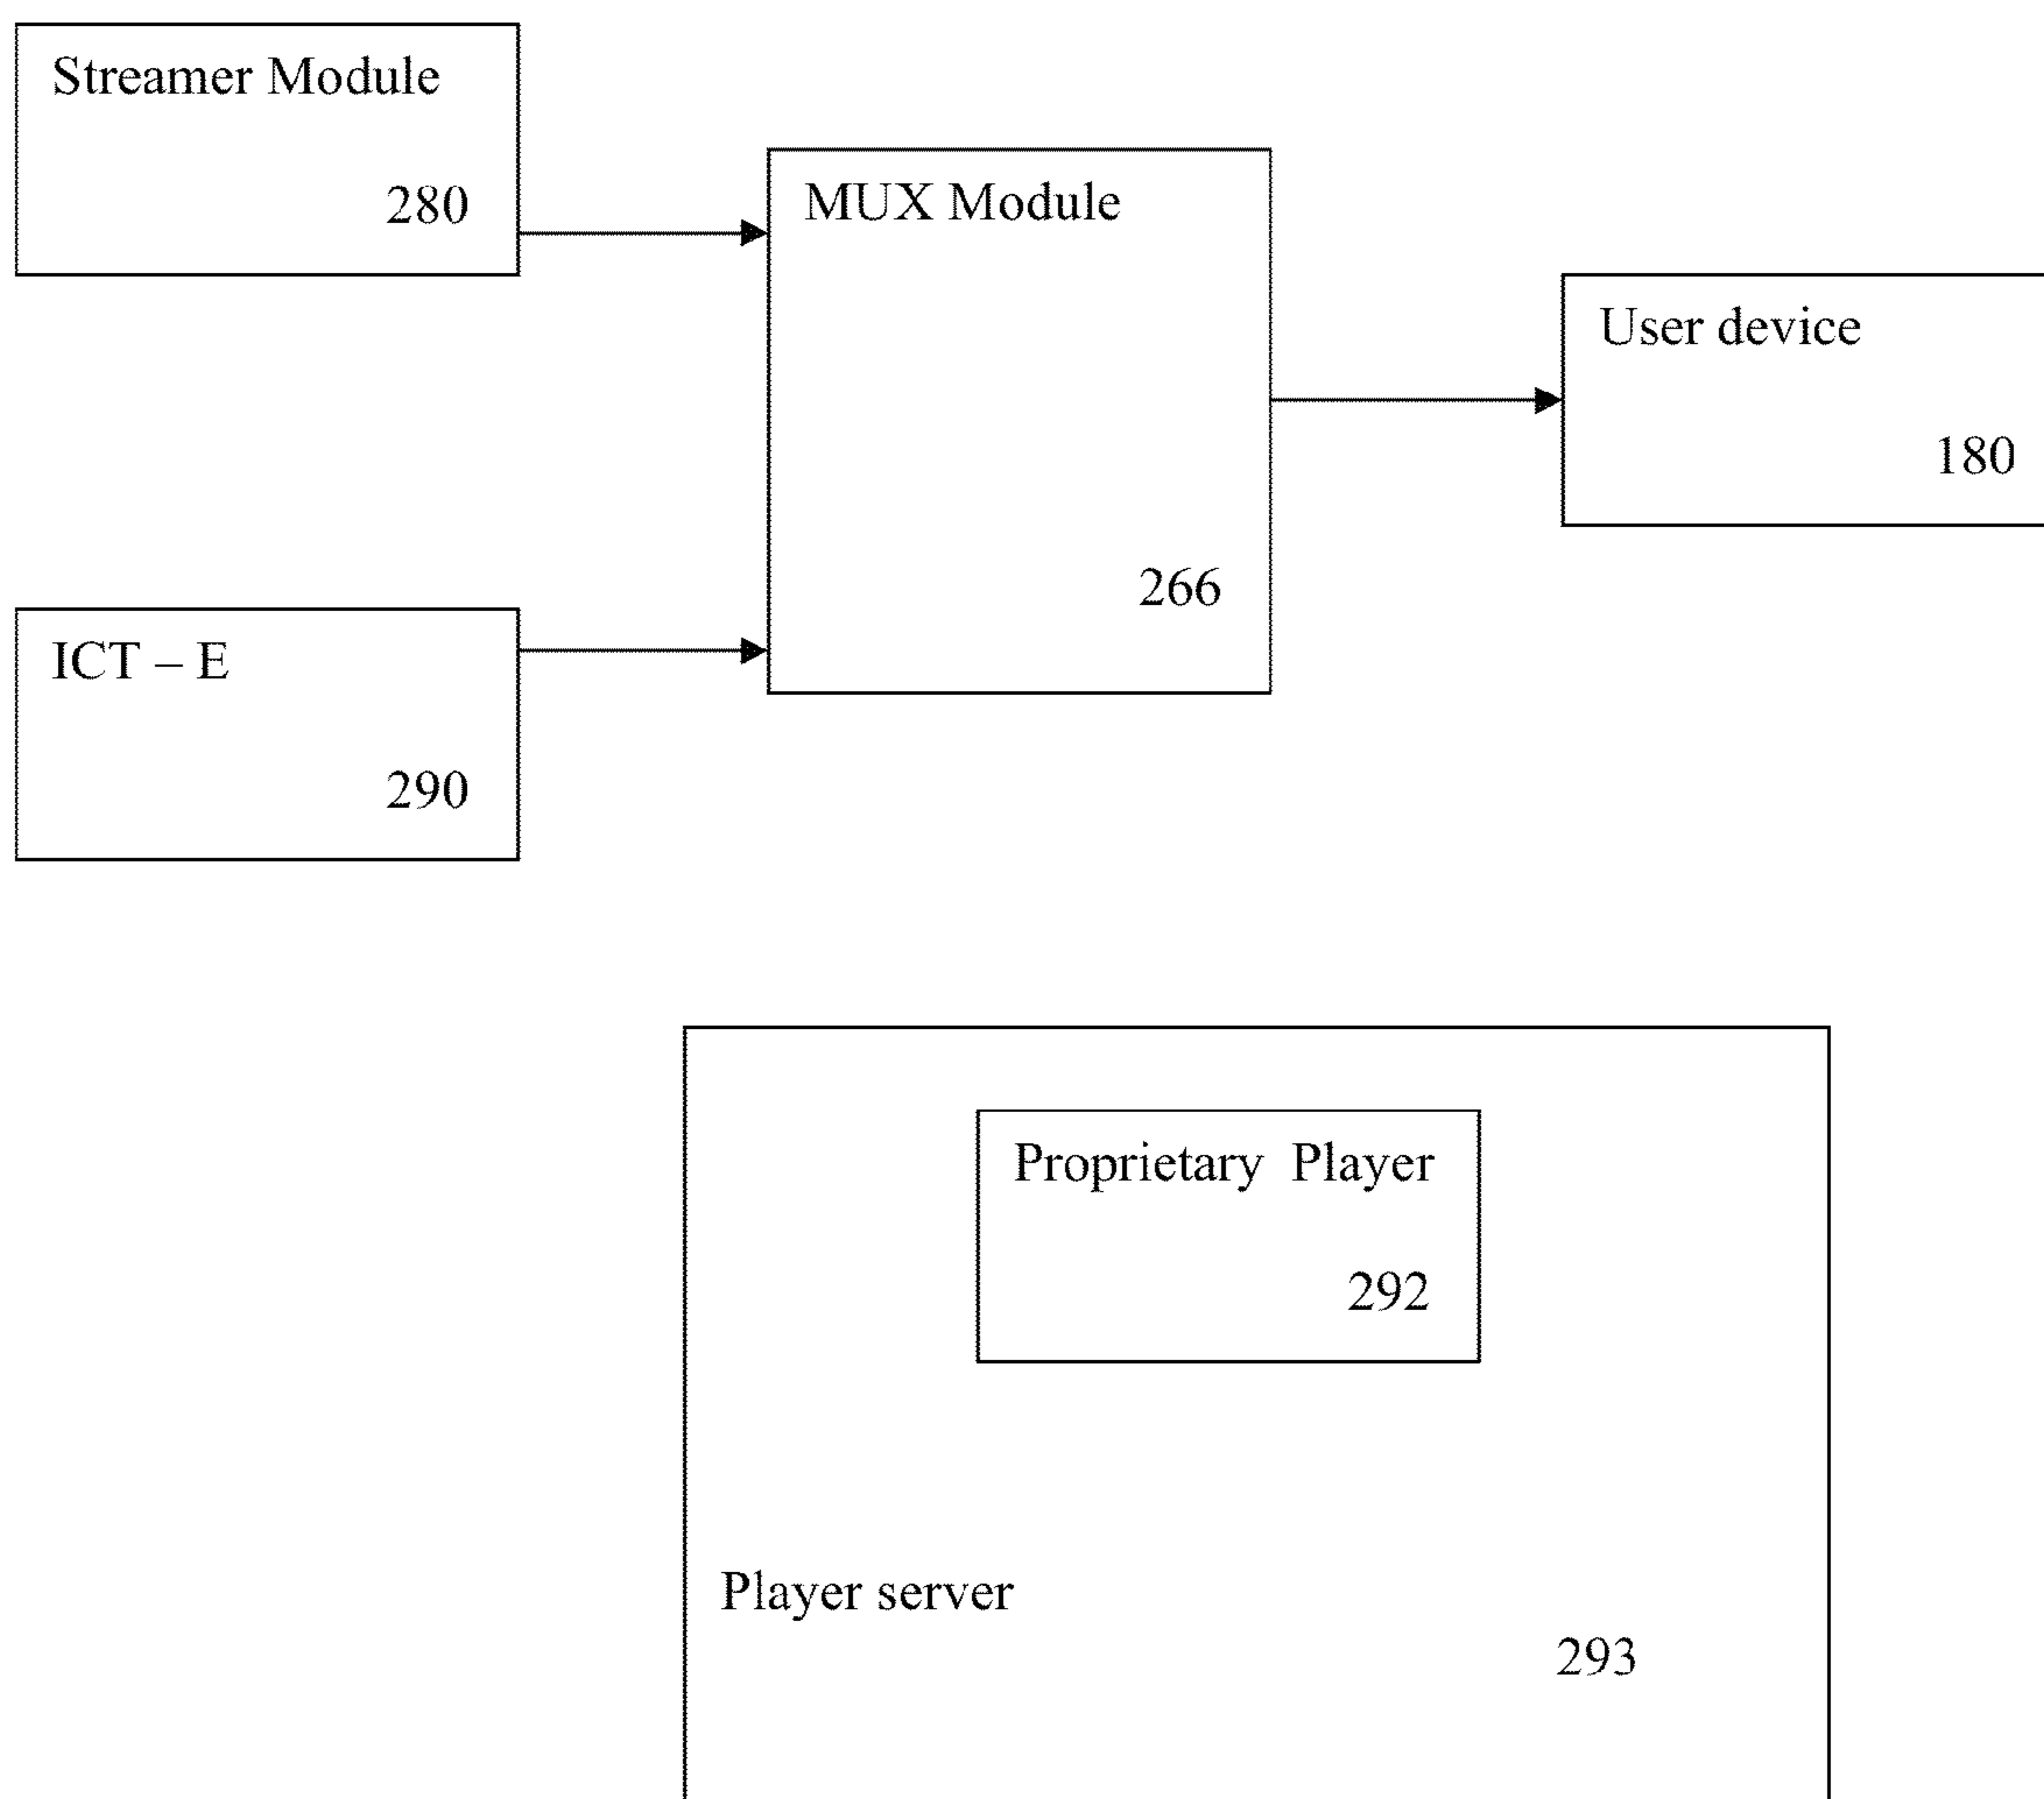 Streamer Module
280
MUX Module
266
User device
180
ICT – E
290
Proprietary Player
292
Player server
293